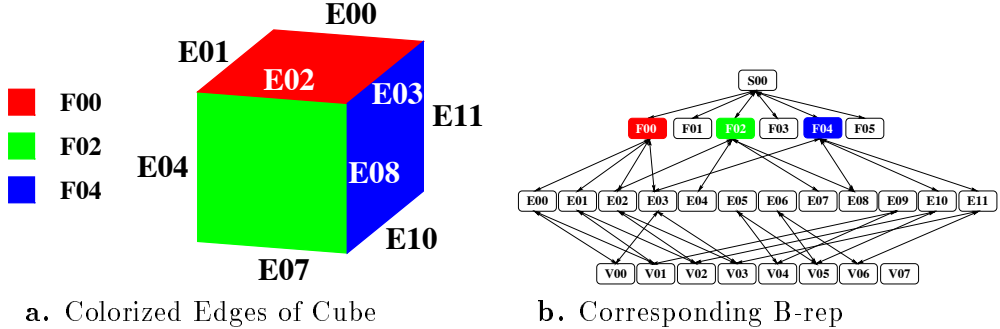 E00
E01
E02
E03
E11
F00
F02
F04
E04
E08
E10
E07
a. Colorized Edges of Cube
S00
F00 F01 F02 F03 F04 F05
E00 E01 E02 E03 E04 E05 E06 E07 E08 E09 E10 E11
V00 V01 V02 V03 V04 V05 V06 V07
b. Corresponding B-rep